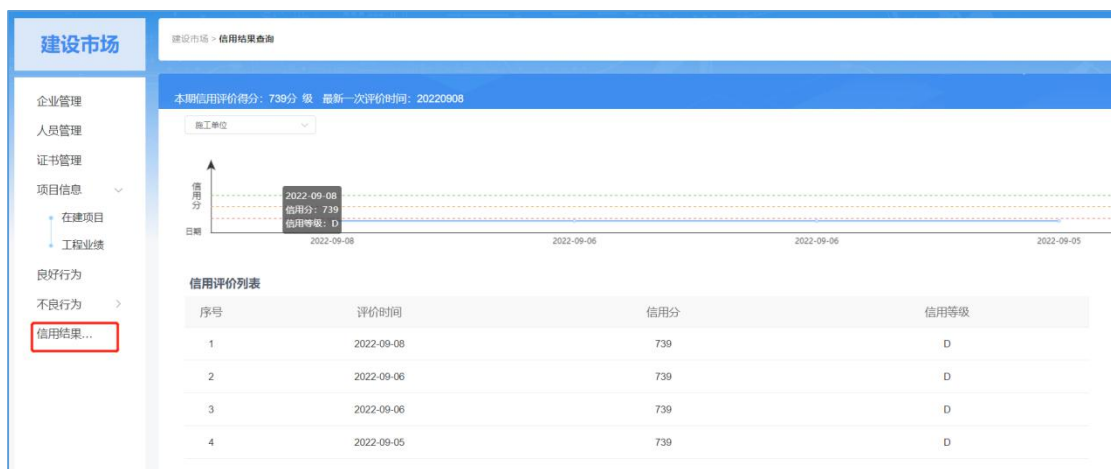 建设市场
建设市场 > 信用结果查询
企业管理
人员管理
证书管理
项目信息
在建项目
工程业绩
良好行为
不良行为
信用结果...
本期信用评价得分：739分 级 最新一次评价时间：20220908
施工单位
信用分
2022-09-08
信用分：739
信用等级：D
日期
2022-09-08 2022-09-06 2022-09-06 2022-09-05
信用评价列表
序号 评价时间 信用分 信用等级
1 2022-09-08 739 D
2 2022-09-06 739 D
3 2022-09-06 739 D
4 2022-09-05 739 D